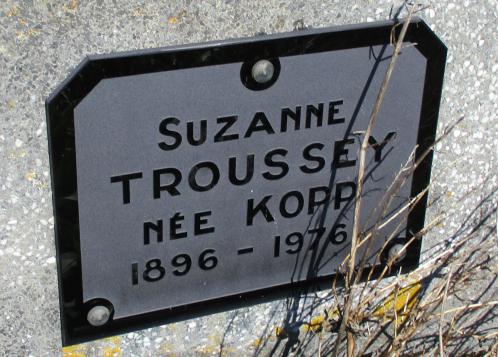 SUZANNE
TROUSSEY
NÉE KOPP
1896 - 1976